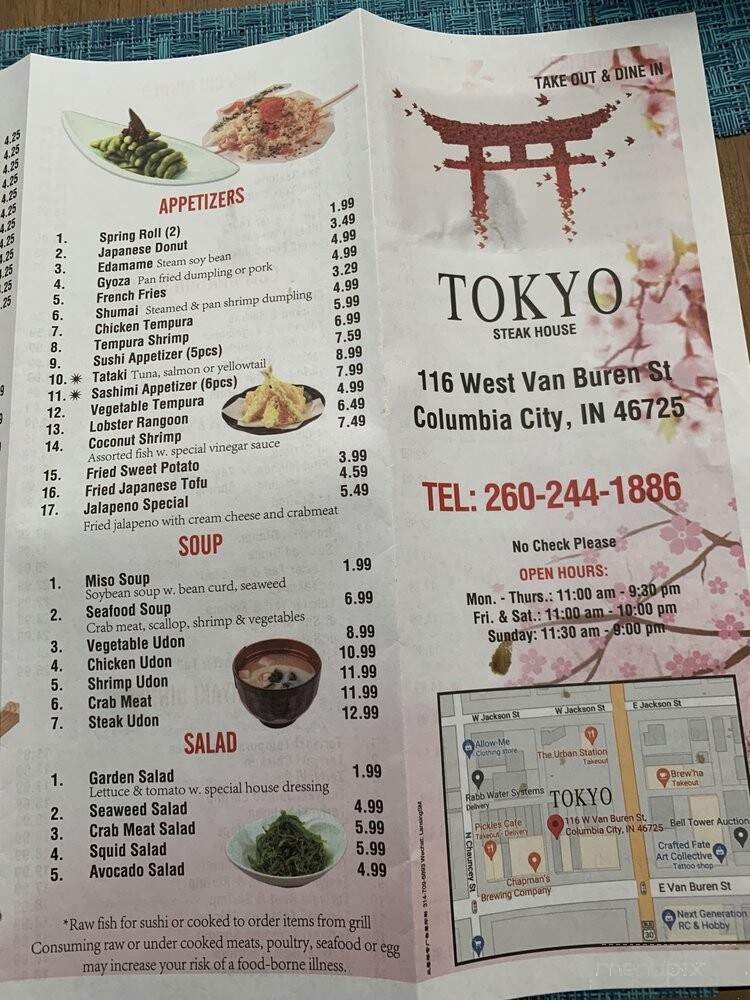 4.25
4.25
4.25
4.25
4.25
4.25
4.25
4.25
APPETIZERS
1. Spring Roll (2) 1.99
2. Japanese Donut 3.49
3. Edamame Steam soy bean 4.99
4. Gyoza Pan fried dumpling or pork 4.99
5. French Fries 3.29
6. Shumai Steamed & pan shrimp dumpling 4.99
7. Chicken Tempura 5.99
8. Tempura Shrimp 6.99
9. Sushi Appetizer (5pcs) 7.59
10. ✷ Tataki Tuna, salmon or yellowtail 8.99
11. ✷ Sashimi Appetizer (6pcs) 7.99
12. Vegetable Tempura 4.99
13. Lobster Rangoon 6.49
14. Coconut Shrimp 7.49
Assorted fish w. special vinegar sauce
15. Fried Sweet Potato 3.99
16. Fried Japanese Tofu 4.59
17. Jalapeno Special 5.49
Fried jalapeno with cream cheese and crabmeat
SOUP
1. Miso Soup 1.99
Soybean soup w. bean curd, seaweed
2. Seafood Soup 6.99
Crab meat, scallop, shrimp & vegetables
3. Vegetable Udon 8.99
4. Chicken Udon 10.99
5. Shrimp Udon 11.99
6. Crab Meat 11.99
7. Steak Udon 12.99
SALAD
1. Garden Salad 1.99
Lettuce & tomato w. special house dressing
2. Seaweed Salad 4.99
3. Crab Meat Salad 5.99
4. Squid Salad 5.99
5. Avocado Salad 4.99
*Raw fish for sushi or cooked to order items from grill
Consuming raw or under cooked meats, poultry, seafood or egg
may increase your risk of a food-borne illness.
TAKE OUT & DINE IN
TOKYO
STEAK HOUSE
116 West Van Buren St
Columbia City, IN 46725
TEL: 260-244-1886
No Check Please
OPEN HOURS:
Mon. - Thurs.: 11:00 am - 9:30 pm
Fri. & Sat.: 11:00 am - 10:00 pm
Sunday: 11:30 am - 9:00 pm
W Jackson St
W Jackson St
E Jackson St
Allow-Me
Clothing store
The Urban Station
Takeout
Rabb Water Systems
Delivery
Brew'ha
Takeout
TOKYO
116 W Van Buren St,
Columbia City, IN 46725
Pickles Cafe
Takeout · Delivery
Bell Tower Auction
Crafted Fate
Art Collective
Tattoo shop
N Chauncey St
Chapman's
Brewing Company
E Van Buren St
30
Next Generation
RC & Hobby